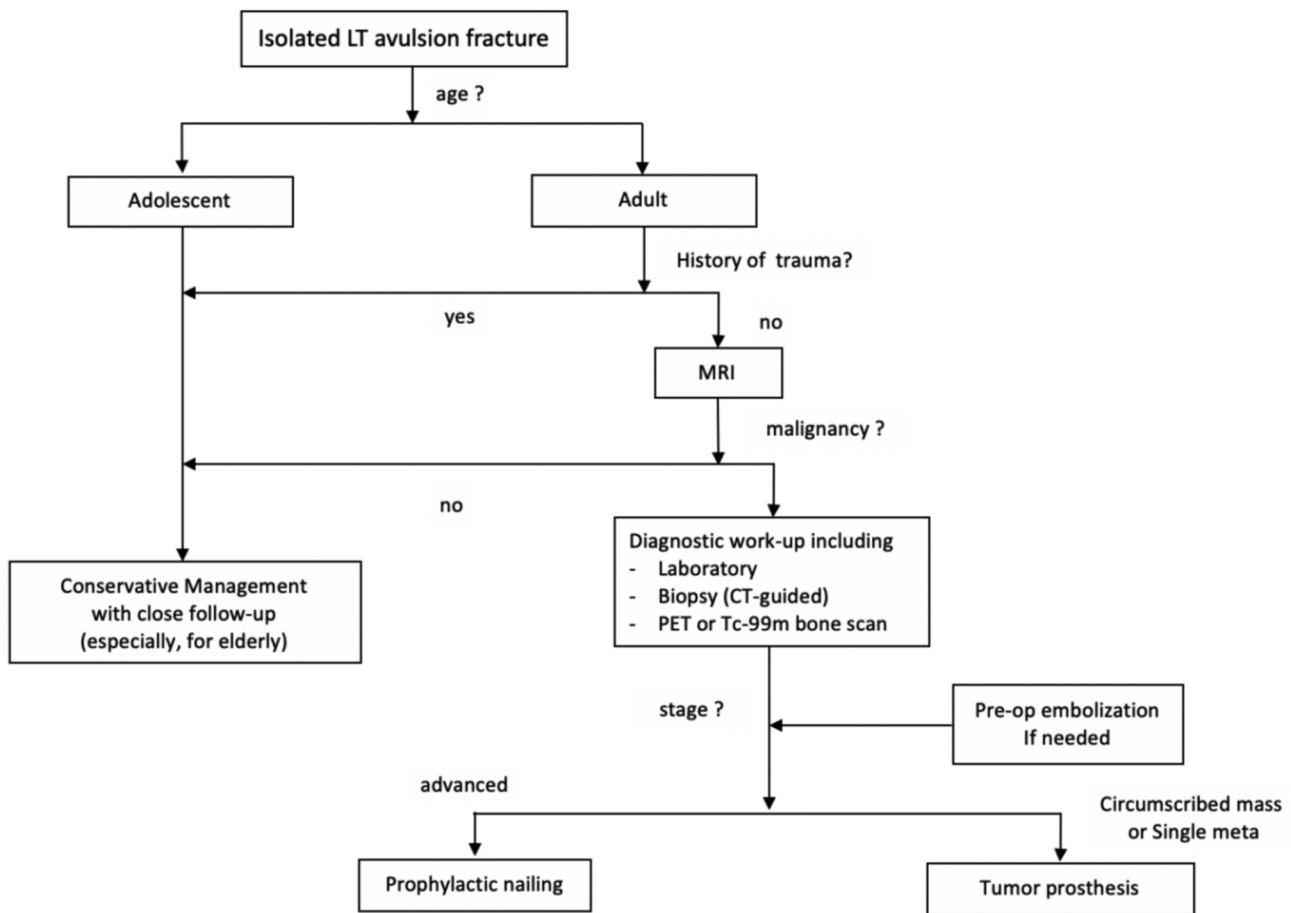 Isolated LT avulsion fracture
age ?
Adolescent
Adult
History of trauma?
yes
no
MRI
malignancy ?
no
Diagnostic work-up including
- Laboratory
- Biopsy (CT-guided)
- PET or Tc-99m bone scan
Conservative Management
with close follow-up
(especially, for elderly)
stage ?
Pre-op embolization
If needed
advanced
Circumscribed mass
or Single meta
Prophylactic nailing
Tumor prosthesis